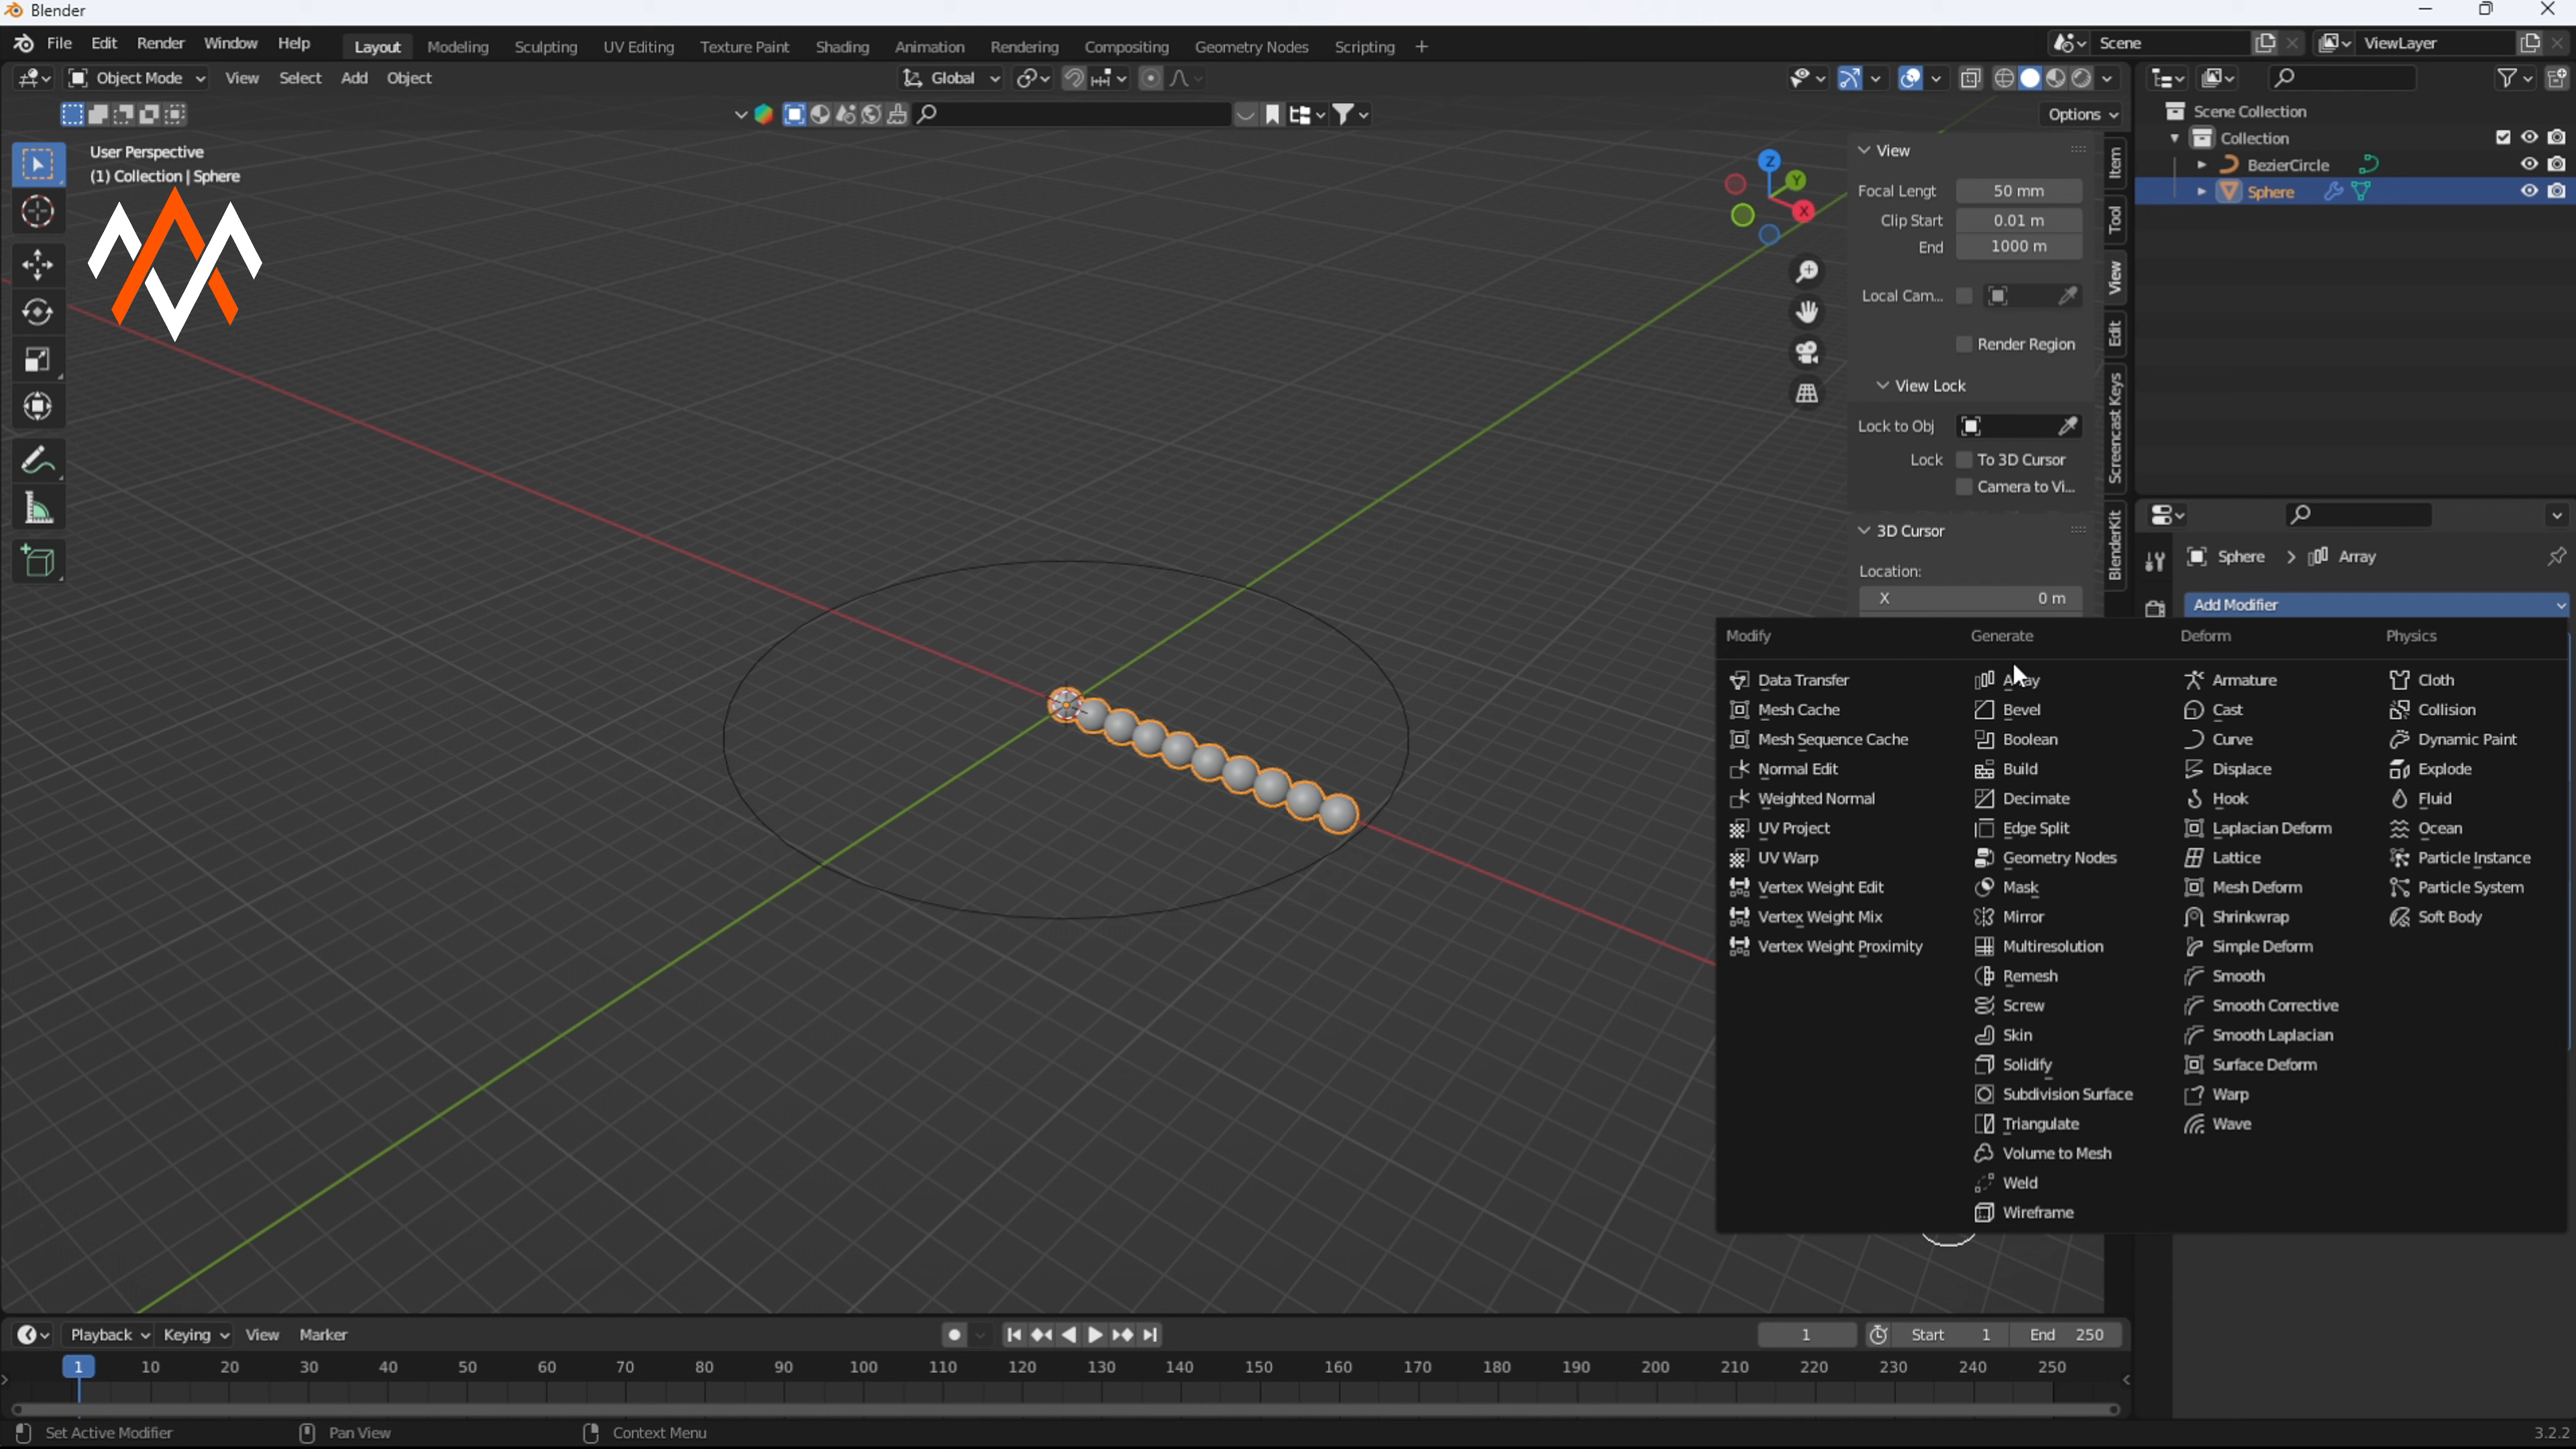 Blender
File Edit Render Window Help Layout Modeling Sculpting UV Editing Texture Paint Shading Animation Rendering Compositing Geometry Nodes Scripting + Scene ViewLayer
Object Mode View Select Add Object Global
Options
User Perspective
(1) Collection | Sphere
Z
Y
X
View
Focal Lengt 50 mm
Clip Start 0.01 m
End 1000 m
Local Cam...
Render Region
View Lock
Lock to Obj
Lock To 3D Cursor
Camera to Vi...
3D Cursor
Location:
X 0 m
Item
Tool
View
Edit
Screencast Keys
BlenderKit
Scene Collection
Collection
BezierCircle
Sphere
Sphere > Array
Add Modifier
Modify
Data Transfer
Mesh Cache
Mesh Sequence Cache
Normal Edit
Weighted Normal
UV Project
UV Warp
Vertex Weight Edit
Vertex Weight Mix
Vertex Weight Proximity
Generate
Array
Bevel
Boolean
Build
Decimate
Edge Split
Geometry Nodes
Mask
Mirror
Multiresolution
Remesh
Screw
Skin
Solidify
Subdivision Surface
Triangulate
Volume to Mesh
Weld
Wireframe
Deform
Armature
Cast
Curve
Displace
Hook
Laplacian Deform
Lattice
Mesh Deform
Shrinkwrap
Simple Deform
Smooth
Smooth Corrective
Smooth Laplacian
Surface Deform
Warp
Wave
Physics
Cloth
Collision
Dynamic Paint
Explode
Fluid
Ocean
Particle Instance
Particle System
Soft Body
Playback Keying View Marker 1 Start 1 End 250
1 10 20 30 40 50 60 70 80 90 100 110 120 130 140 150 160 170 180 190 200 210 220 230 240 250
Set Active Modifier Pan View Context Menu 3.2.2